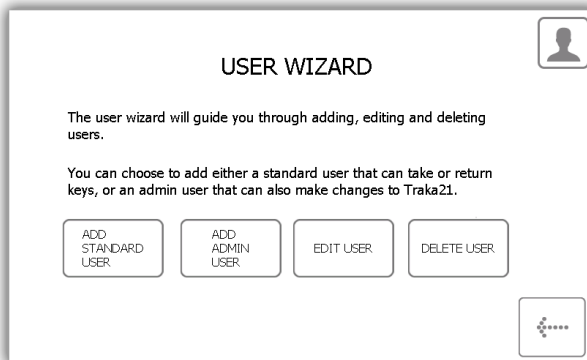 USER WIZARD
The user wizard will guide you through adding, editing and deleting
users.
You can choose to add either a standard user that can take or return
keys, or an admin user that can also make changes to Traka21.
ADD
STANDARD
USER
ADD
ADMIN
USER
EDIT USER
DELETE USER